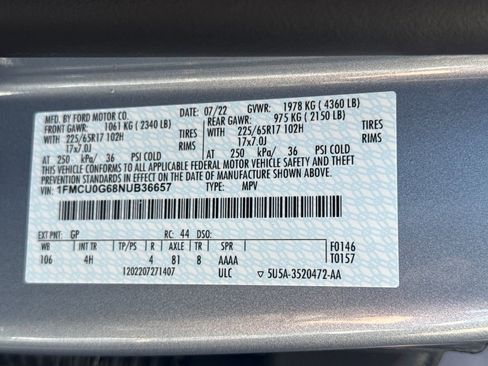 MFD. BY FORD MOTOR CO. DATE: 07/22 GVWR: 1978 KG ( 4360 LB)
FRONT GAWR: 1061 KG ( 2340 LB) REAR GAWR: 975 KG ( 2150 LB)
WITH 225/65R17 102H WITH 225/65R17 102H
17x7.0J 17x7.0J
AT 250 kPa/ 36 PSI COLD AT 250 kPa/ 36 PSI COLD
THIS VEHICLE CONFORMS TO ALL APPLICABLE FEDERAL MOTOR VEHICLE SAFETY BUMPER, AND THEFT
PREVENTION STANDARDS IN EFFECT ON THE DATE OF MANUFACTURE SHOWN ABOVE.
VIN: 1FMCU0G68NUB36657 TYPE: MPV
EXT PNT: GP RC: 44 DSO:
WB INT TR TP/PS R AXLE TR SPR F0146
106 4H 4 81 8 AAAA T0157
1202207271407 ULC 5U5A-3520472-AA